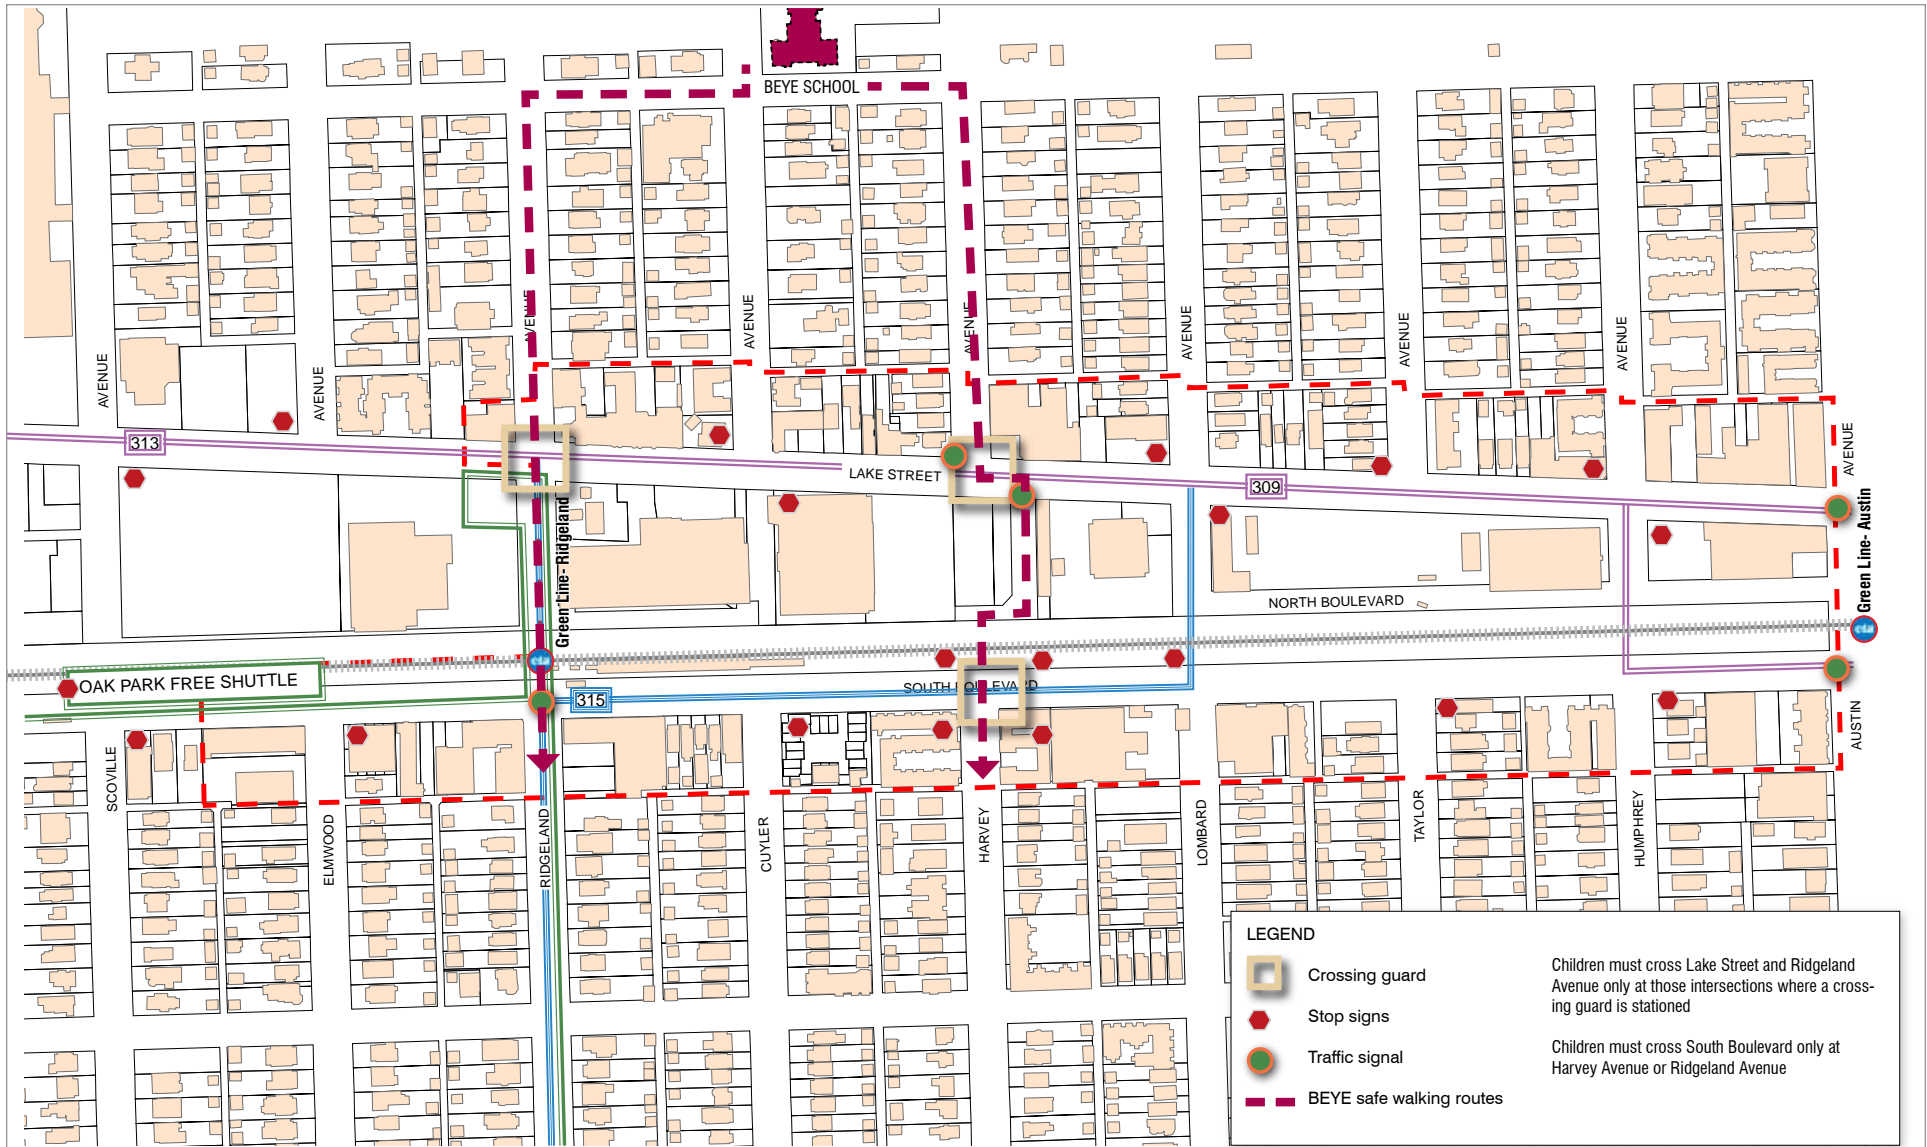 BEYE SCHOOL
AVENUE
AVENUE
AVENUE
AVENUE
AVENUE
AVENUE
AVENUE
AVENUE
AVENUE
313
LAKE STREET
309
Green Line- Ridgeland
Green Line- Austin
NORTH BOULEVARD
cta
cta
OAK PARK FREE SHUTTLE
315
SOUTH BOULEVARD
SCOVILLE
ELMWOOD
RIDGELAND
CUYLER
HARVEY
LOMBARD
TAYLOR
HUMPHREY
AUSTIN
LEGEND
Crossing guard
Stop signs
Traffic signal
BEYE safe walking routes
Children must cross Lake Street and Ridgeland
Avenue only at those intersections where a cross-
ing guard is stationed
Children must cross South Boulevard only at
Harvey Avenue or Ridgeland Avenue